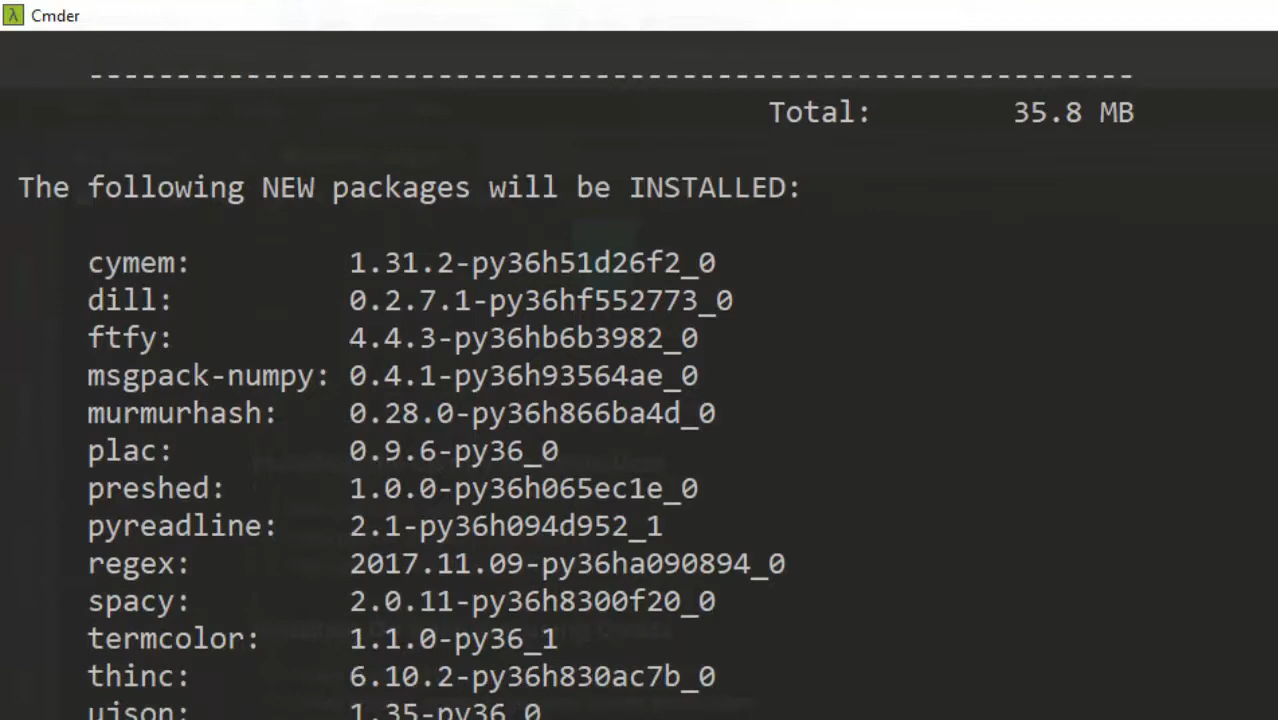 Cmder
------------------------------------------------------------
Total: 35.8 MB
The following NEW packages will be INSTALLED:
cymem: 1.31.2-py36h51d26f2_0
dill: 0.2.7.1-py36hf552773_0
ftfy: 4.4.3-py36hb6b3982_0
msgpack-numpy: 0.4.1-py36h93564ae_0
murmurhash: 0.28.0-py36h866ba4d_0
plac: 0.9.6-py36_0
preshed: 1.0.0-py36h065ec1e_0
pyreadline: 2.1-py36h094d952_1
regex: 2017.11.09-py36ha090894_0
spacy: 2.0.11-py36h8300f20_0
termcolor: 1.1.0-py36_1
thinc: 6.10.2-py36h830ac7b_0
ujson: 1.35-py36_0